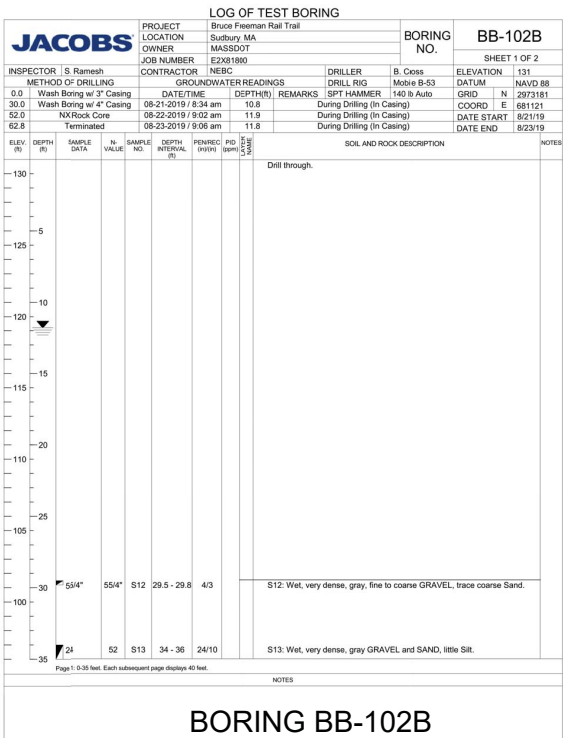 LOG OF TEST BORING
JACOBS
PROJECT Bruce Freeman Rail Trail
LOCATION Sudbury MA
OWNER MASSDOT
JOB NUMBER E2X81800
BORING NO. BB-102B
SHEET 1 OF 2
INSPECTOR S. Ramesh CONTRACTOR NEBC DRILLER B. Cross ELEVATION 131
METHOD OF DRILLING GROUNDWATER READINGS DRILL RIG Mobile B-53 DATUM NAVD 88
0.0 Wash Boring w/ 3" Casing DATE/TIME DEPTH(ft) REMARKS SPT HAMMER 140 lb Auto GRID N 2973181
30.0 Wash Boring w/ 4" Casing 08-21-2019 / 8:34 am 10.8 During Drilling (In Casing) COORD E 681121
52.0 NX Rock Core 08-22-2019 / 9:02 am 11.9 During Drilling (In Casing) DATE START 8/21/19
62.8 Terminated 08-23-2019 / 9:06 am 11.8 During Drilling (In Casing) DATE END 8/23/19
ELEV. (ft) DEPTH (ft) SAMPLE DATA N-VALUE SAMPLE NO. DEPTH INTERVAL (ft) PEN/REC (in)/(in) PID (ppm) LAYER NAME SOIL AND ROCK DESCRIPTION NOTES
Drill through.
130
5
125
10
120
15
115
20
110
25
105
30 55/4" 55/4" S12 29.5 - 29.8 4/3 S12: Wet, very dense, gray, fine to coarse GRAVEL, trace coarse Sand.
100
24 52 S13 34 - 36 24/10 S13: Wet, very dense, gray GRAVEL and SAND, little Silt.
35
Page 1: 0-35 feet. Each subsequent page displays 40 feet.
NOTES
BORING BB-102B